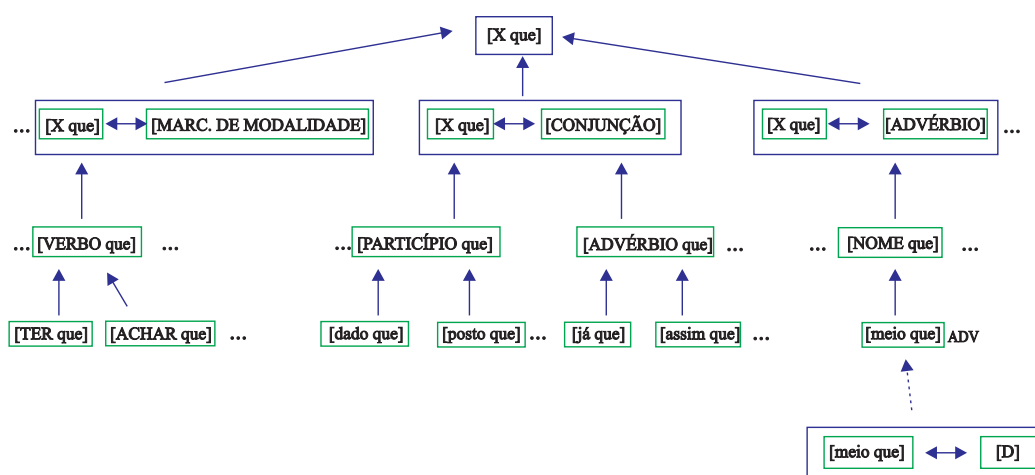 [X que]
... [X que] [MARC. DE MODALIDADE] [X que] [CONJUNÇÃO] [X que] [ADVÉRBIO] ...
... [VERBO que] ... ... [PARTICÍPIO que] [ADVÉRBIO que] ... ... [NOME que] ...
[TER que] [ACHAR que] ... [dado que] [posto que] ... [já que] [assim que] ... [meio que] ADV
[meio que] [D]